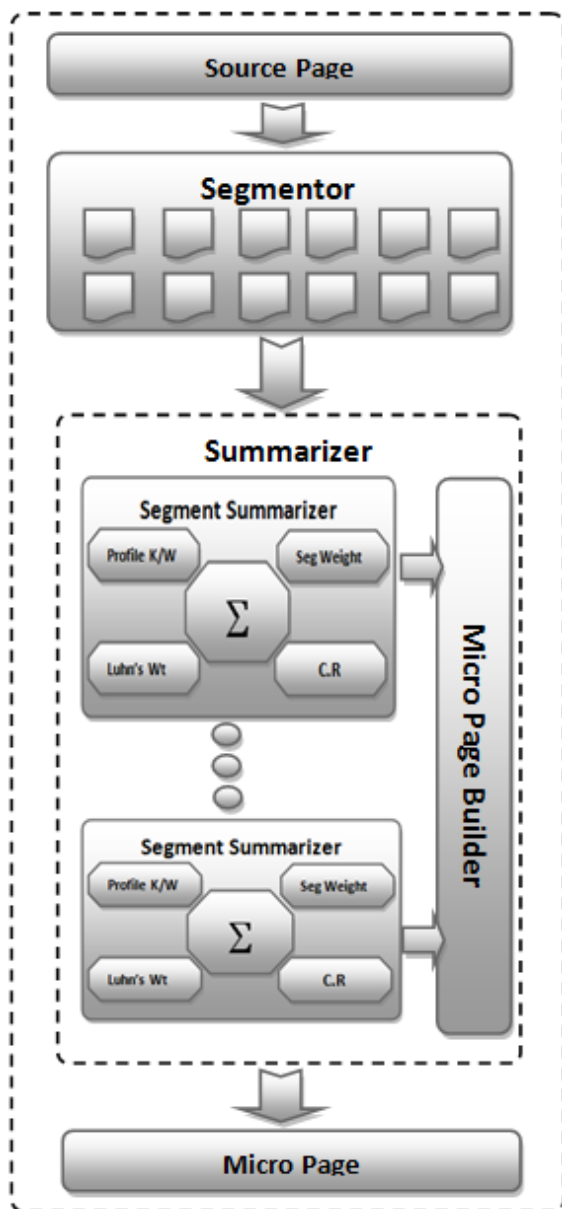 Source Page
Segmentor
Summarizer
Segment Summarizer
Profile K/W
Seg Weight
Σ
Luhn's Wt
C.R
Segment Summarizer
Profile K/W
Seg Weight
Σ
Luhn's Wt
C.R
Micro Page Builder
Micro Page